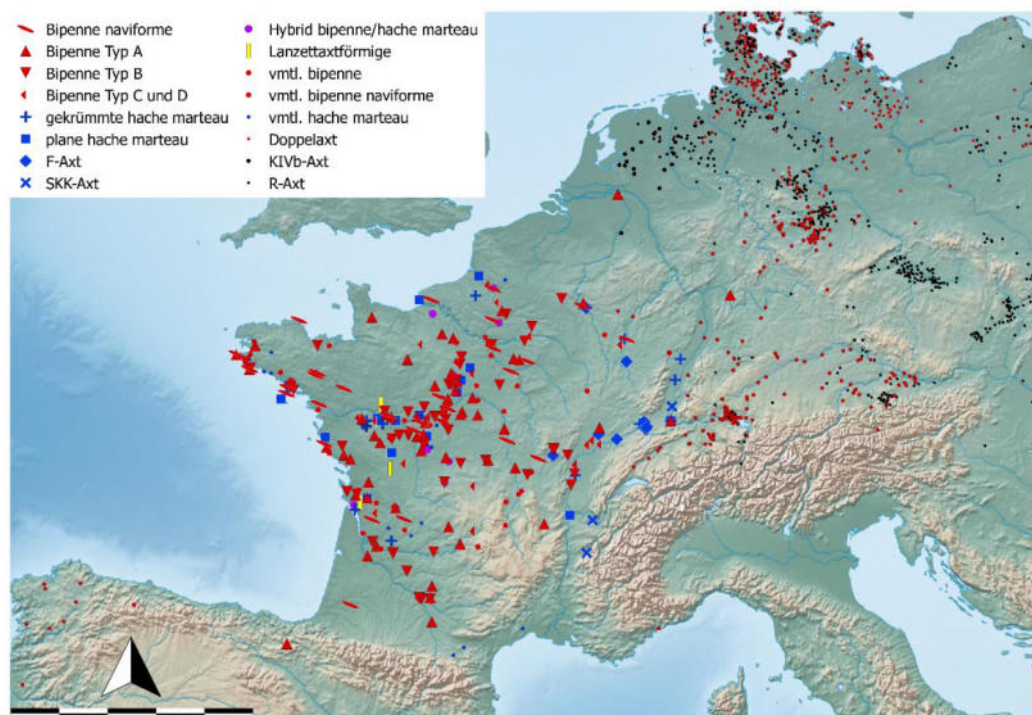 Bipenne naviforme
Bipenne Typ A
Bipenne Typ B
Bipenne Typ C und D
gekrümmte hache marteau
plane hache marteau
F-Axt
SKK-Axt
Hybrid bipenne/hache marteau
Lanzettaxtförmige
vmtl. bipenne
vmtl. bipenne naviforme
vmtl. hache marteau
Doppelaxt
KIVb-Axt
R-Axt